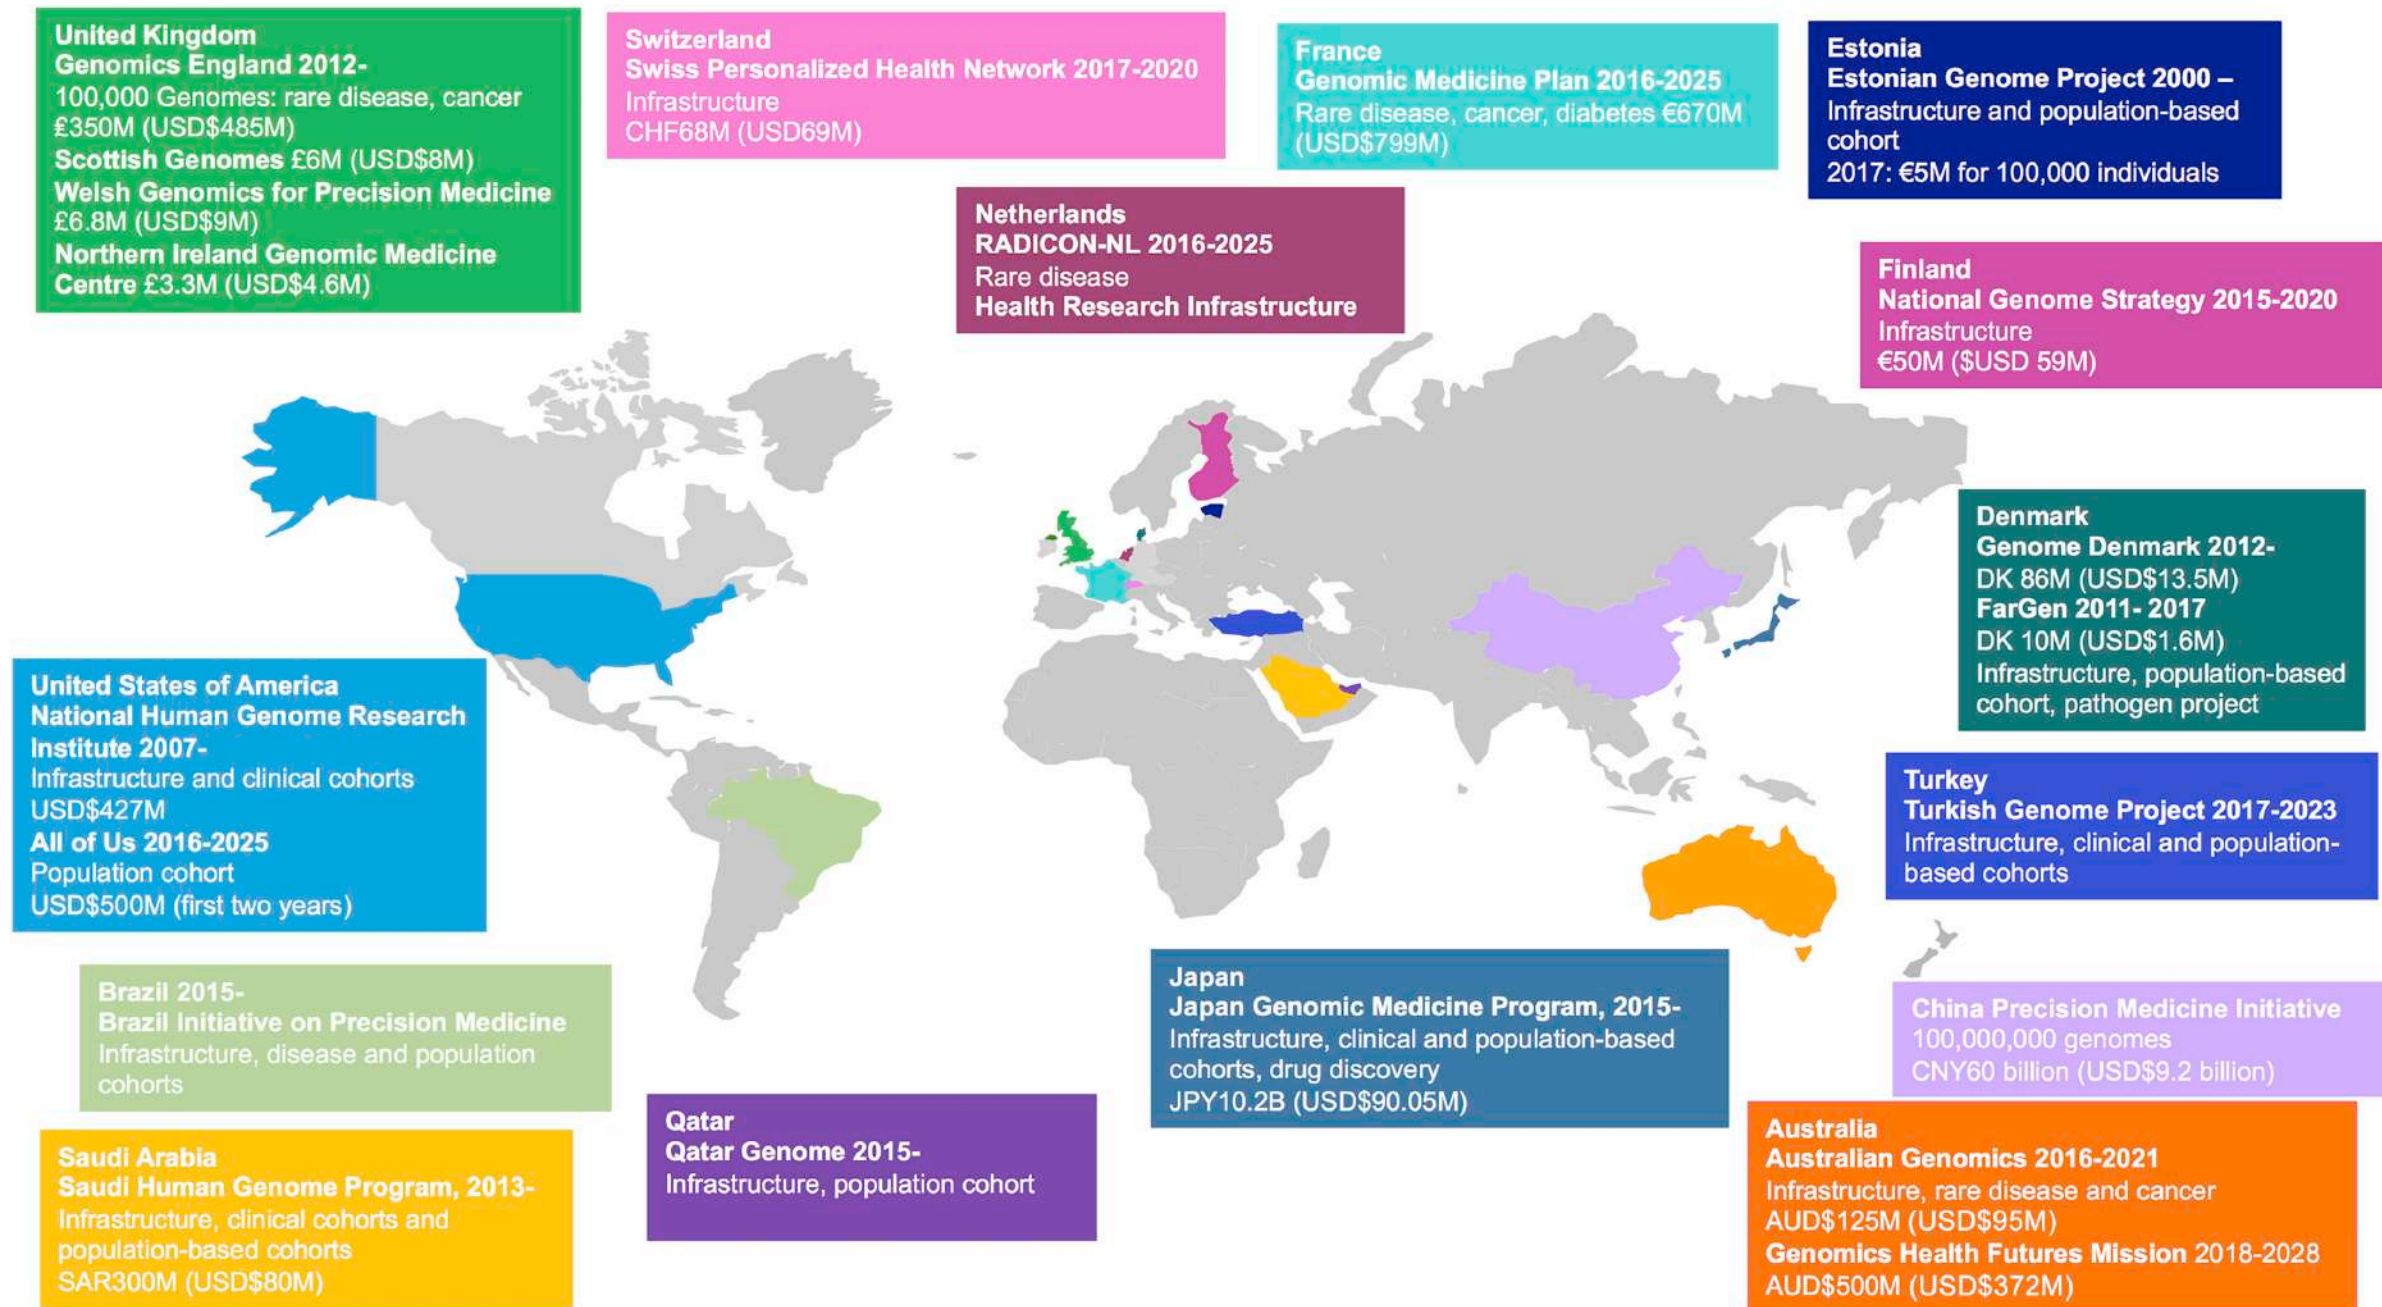 United Kingdom
Genomics England 2012-
100,000 Genomes: rare disease, cancer
£350M (USD$485M)
Scottish Genomes £6M (USD$8M)
Welsh Genomics for Precision Medicine
£6.8M (USD$9M)
Northern Ireland Genomic Medicine
Centre £3.3M (USD$4.6M)
Switzerland
Swiss Personalized Health Network 2017-2020
Infrastructure
CHF68M (USD69M)
France
Genomic Medicine Plan 2016-2025
Rare disease, cancer, diabetes €670M
(USD$799M)
Estonia
Estonian Genome Project 2000 –
Infrastructure and population-based
cohort
2017: €5M for 100,000 individuals
Netherlands
RADICON-NL 2016-2025
Rare disease
Health Research Infrastructure
Finland
National Genome Strategy 2015-2020
Infrastructure
€50M ($USD 59M)
Denmark
Genome Denmark 2012-
DK 86M (USD$13.5M)
FarGen 2011- 2017
DK 10M (USD$1.6M)
Infrastructure, population-based
cohort, pathogen project
United States of America
National Human Genome Research
Institute 2007-
Infrastructure and clinical cohorts
USD$427M
All of Us 2016-2025
Population cohort
USD$500M (first two years)
Turkey
Turkish Genome Project 2017-2023
Infrastructure, clinical and population-
based cohorts
Brazil 2015-
Brazil Initiative on Precision Medicine
Infrastructure, disease and population
cohorts
Japan
Japan Genomic Medicine Program, 2015-
Infrastructure, clinical and population-based
cohorts, drug discovery
JPY10.2B (USD$90.05M)
China Precision Medicine Initiative
100,000,000 genomes
CNY60 billion (USD$9.2 billion)
Saudi Arabia
Saudi Human Genome Program, 2013-
Infrastructure, clinical cohorts and
population-based cohorts
SAR300M (USD$80M)
Qatar
Qatar Genome 2015-
Infrastructure, population cohort
Australia
Australian Genomics 2016-2021
Infrastructure, rare disease and cancer
AUD$125M (USD$95M)
Genomics Health Futures Mission 2018-2028
AUD$500M (USD$372M)